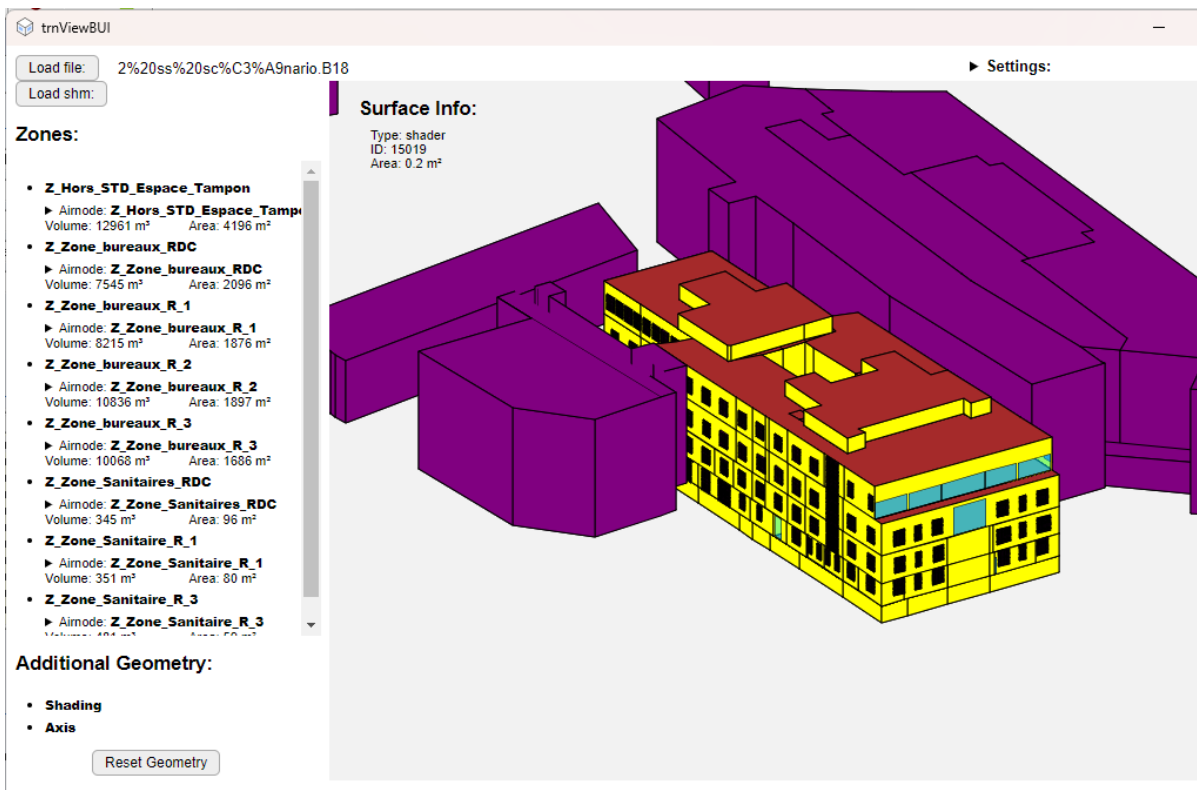 trnViewBUI
Load file: 2%20ss%20sc%C3%A9nario.B18
Settings:
Load shm:
Zones:
Z_Hors_STD_Espace_Tampon
Airnode: Z_Hors_STD_Espace_Tamp
Volume: 12961 m³ Area: 4196 m²
Z_Zone_bureaux_RDC
Airnode: Z_Zone_bureaux_RDC
Volume: 7545 m³ Area: 2096 m²
Z_Zone_bureaux_R_1
Airnode: Z_Zone_bureaux_R_1
Volume: 8215 m³ Area: 1876 m²
Z_Zone_bureaux_R_2
Airnode: Z_Zone_bureaux_R_2
Volume: 10836 m³ Area: 1897 m²
Z_Zone_bureaux_R_3
Airnode: Z_Zone_bureaux_R_3
Volume: 10068 m³ Area: 1686 m²
Z_Zone_Sanitaires_RDC
Airnode: Z_Zone_Sanitaires_RDC
Volume: 345 m³ Area: 96 m²
Z_Zone_Sanitaire_R_1
Airnode: Z_Zone_Sanitaire_R_1
Volume: 351 m³ Area: 80 m²
Z_Zone_Sanitaire_R_3
Airnode: Z_Zone_Sanitaire_R_3
Additional Geometry:
Shading
Axis
Reset Geometry
Surface Info:
Type: shader
ID: 15019
Area: 0.2 m²